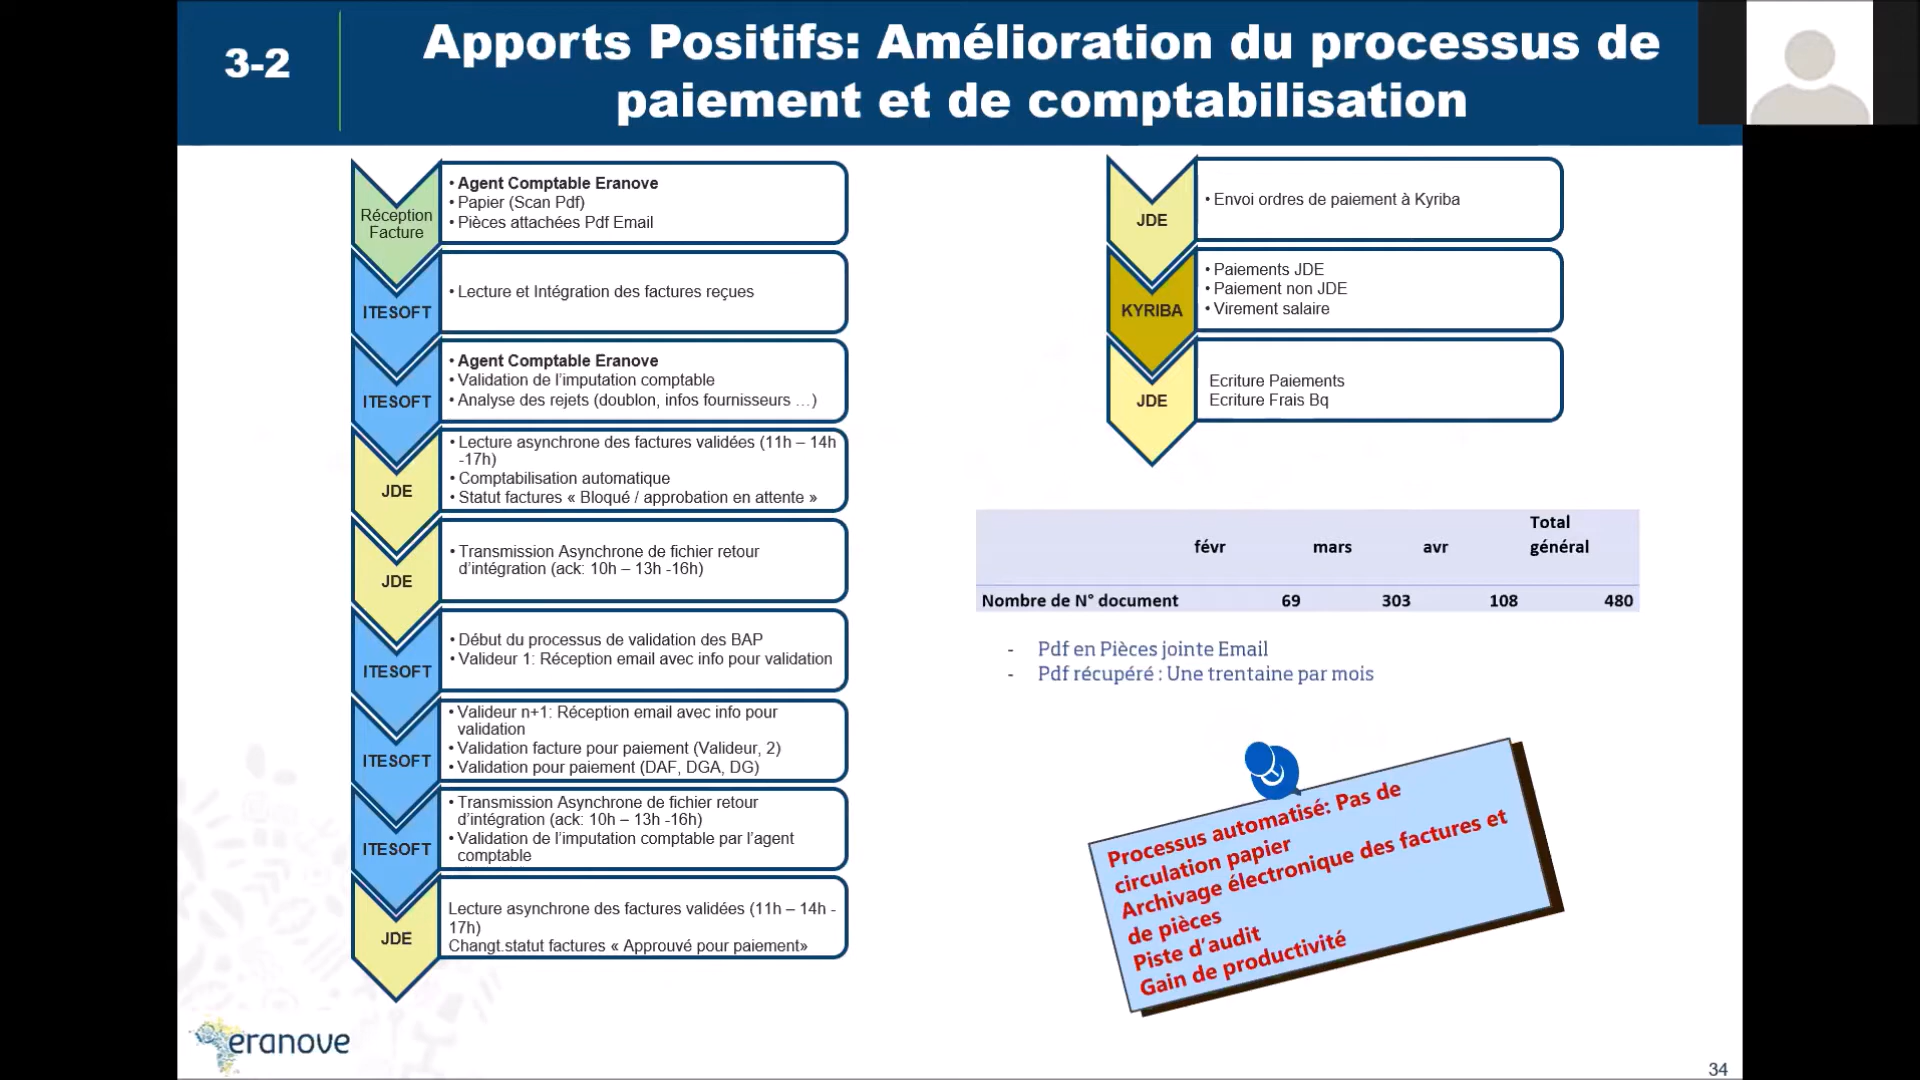 3-2
Apports Positifs: Amélioration du processus de
paiement et de comptabilisation
Réception
Facture
• Agent Comptable Eranove
• Papier (Scan Pdf)
• Pièces attachées Pdf Email
ITESOFT
• Lecture et Intégration des factures reçues
ITESOFT
• Agent Comptable Eranove
• Validation de l’imputation comptable
• Analyse des rejets (doublon, infos fournisseurs …)
JDE
• Lecture asynchrone des factures validées (11h – 14h
-17h)
• Comptabilisation automatique
• Statut factures « Bloqué / approbation en attente »
JDE
• Transmission Asynchrone de fichier retour
d’intégration (ack: 10h – 13h -16h)
ITESOFT
• Début du processus de validation des BAP
• Valideur 1: Réception email avec info pour validation
ITESOFT
• Valideur n+1: Réception email avec info pour
validation
• Validation facture pour paiement (Valideur, 2)
• Validation pour paiement (DAF, DGA, DG)
ITESOFT
• Transmission Asynchrone de fichier retour
d’intégration (ack: 10h – 13h -16h)
• Validation de l’imputation comptable par l’agent
comptable
JDE
Lecture asynchrone des factures validées (11h – 14h -
17h)
Changt.statut factures « Approuvé pour paiement»
JDE
• Envoi ordres de paiement à Kyriba
KYRIBA
• Paiements JDE
• Paiement non JDE
• Virement salaire
JDE
Ecriture Paiements
Ecriture Frais Bq
févr mars avr Total
général
Nombre de N° document 69 303 108 480
- Pdf en Pièces jointe Email
- Pdf récupéré : Une trentaine par mois
Processus automatisé: Pas de
circulation papier
Archivage électronique des factures et
de pièces
Piste d’audit
Gain de productivité
eranove
34